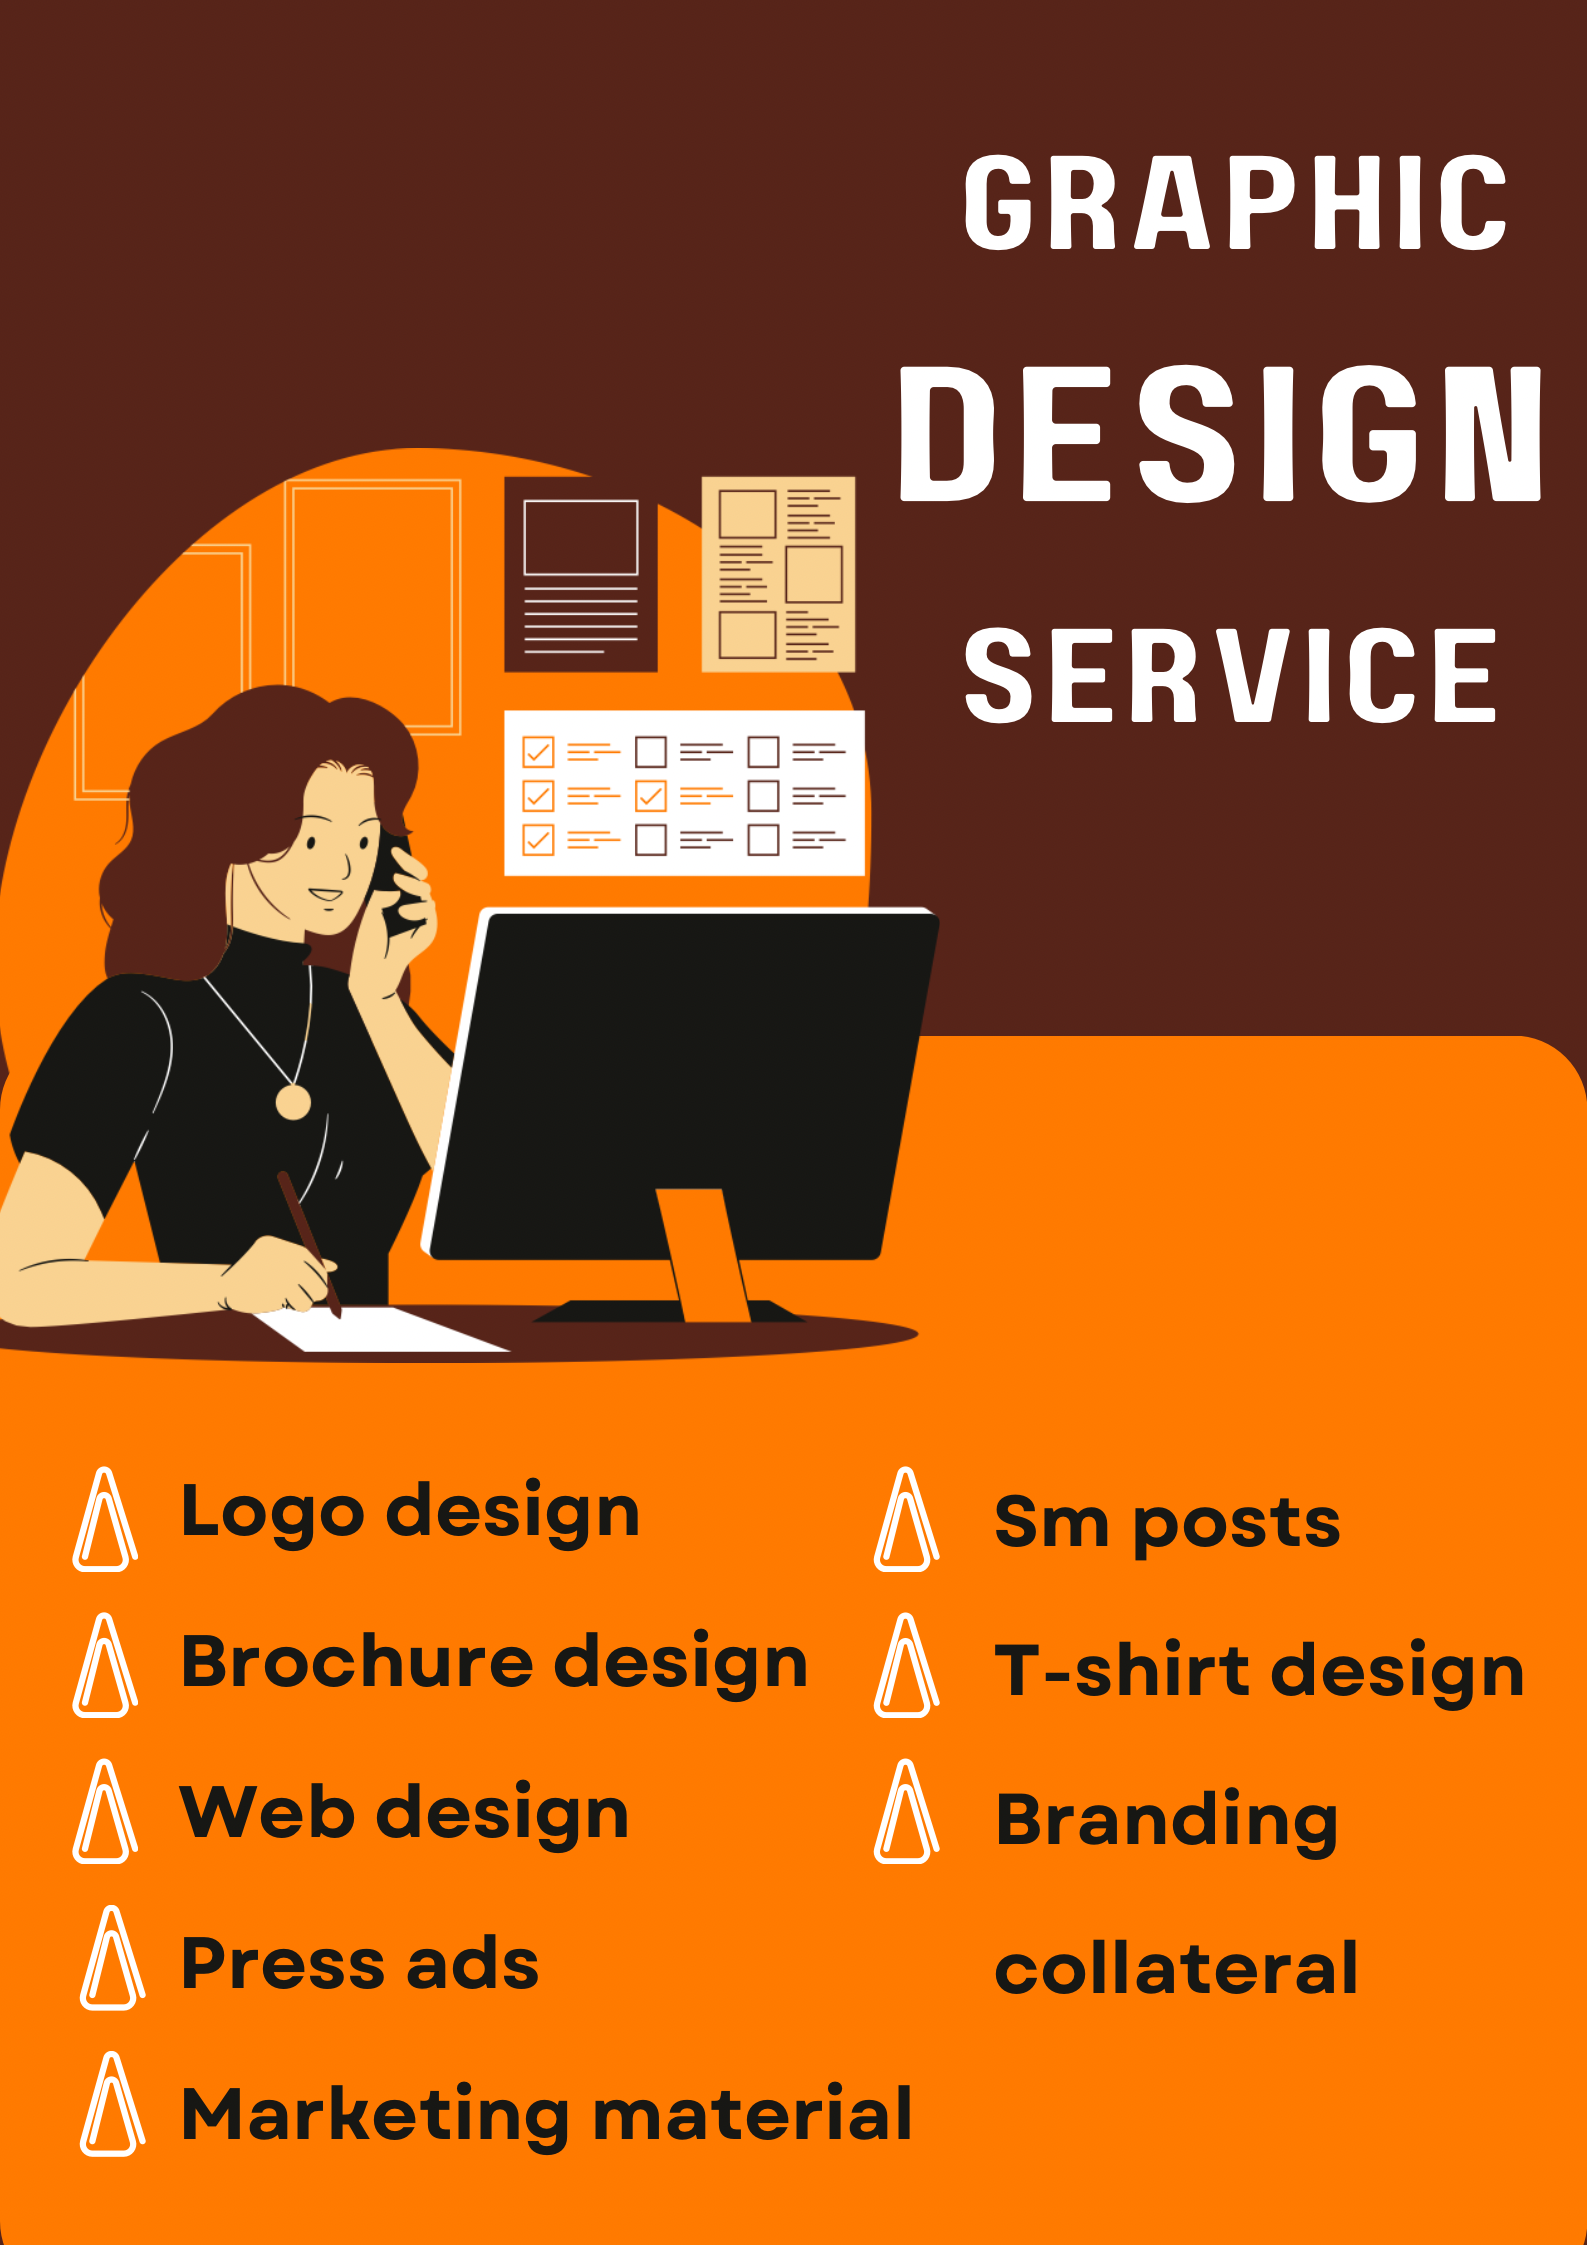 GRAPHIC
DESIGN
SERVICE
Logo design
Brochure design
Web design
Press ads
Marketing material
Sm posts
T-shirt design
Branding
collateral